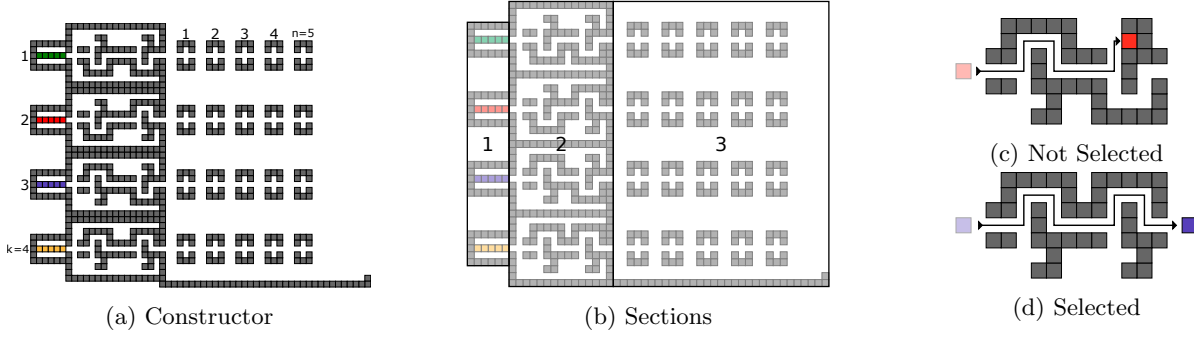 1 2 3 4 n=5
1
2
3
k=4
(a) Constructor
1 2 3
(b) Sections
(c) Not Selected
(d) Selected